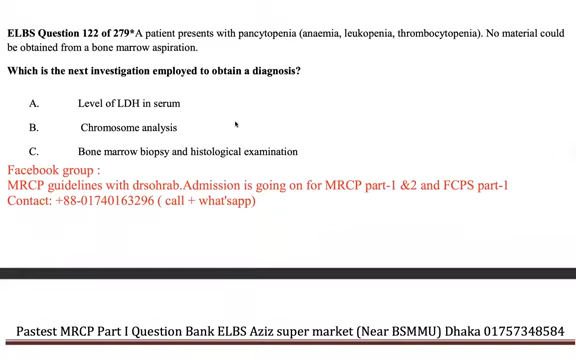 ELBS Question 122 of 279*A patient presents with pancytopenia (anaemia, leukopenia, thrombocytopenia). No material could
be obtained from a bone marrow aspiration.
Which is the next investigation employed to obtain a diagnosis?
A. Level of LDH in serum
B. Chromosome analysis
C. Bone marrow biopsy and histological examination
Facebook group :
MRCP guidelines with drsohrab.Admission is going on for MRCP part-1 &2 and FCPS part-1
Contact: +88-01740163296 ( call + what'sapp)
Pastest MRCP Part I Question Bank ELBS Aziz super market (Near BSMMU) Dhaka 01757348584